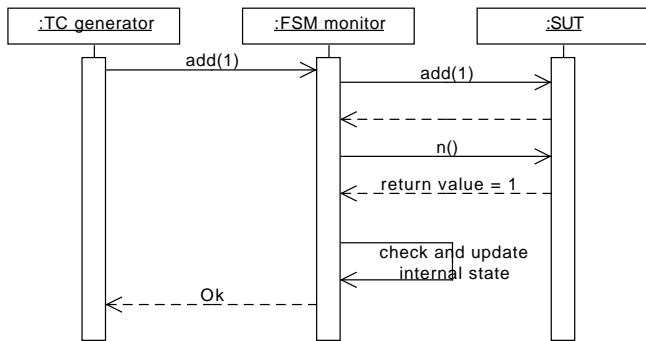 :TC generator
:FSM monitor
:SUT
add(1)
add(1)
n()
return value = 1
check and update
internal state
Ok